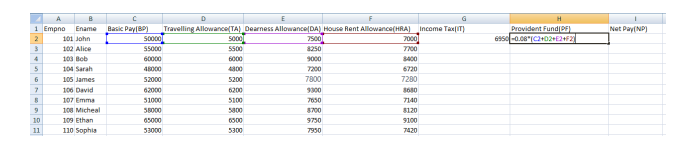 A B C D E F G H I
1 Empno Ename Basic Pay(BP) Travelling Allowance(TA) Dearness Allowance(DA) House Rent Allowance(HRA) Income Tax(IT) Provident Fund(PF) Net Pay(NP)
2 101 John 50000 5000 7500 7000 6950 =0.08*(C2+D2+E2+F2)
3 102 Alice 55000 5500 8250 7700
4 103 Bob 60000 6000 9000 8400
5 104 Sarah 48000 4800 7200 6720
6 105 James 52000 5200 7800 7280
7 106 David 62000 6200 9300 8680
8 107 Emma 51000 5100 7650 7140
9 108 Micheal 58000 5800 8700 8120
10 109 Ethan 65000 6500 9750 9100
11 110 Sophia 53000 5300 7950 7420